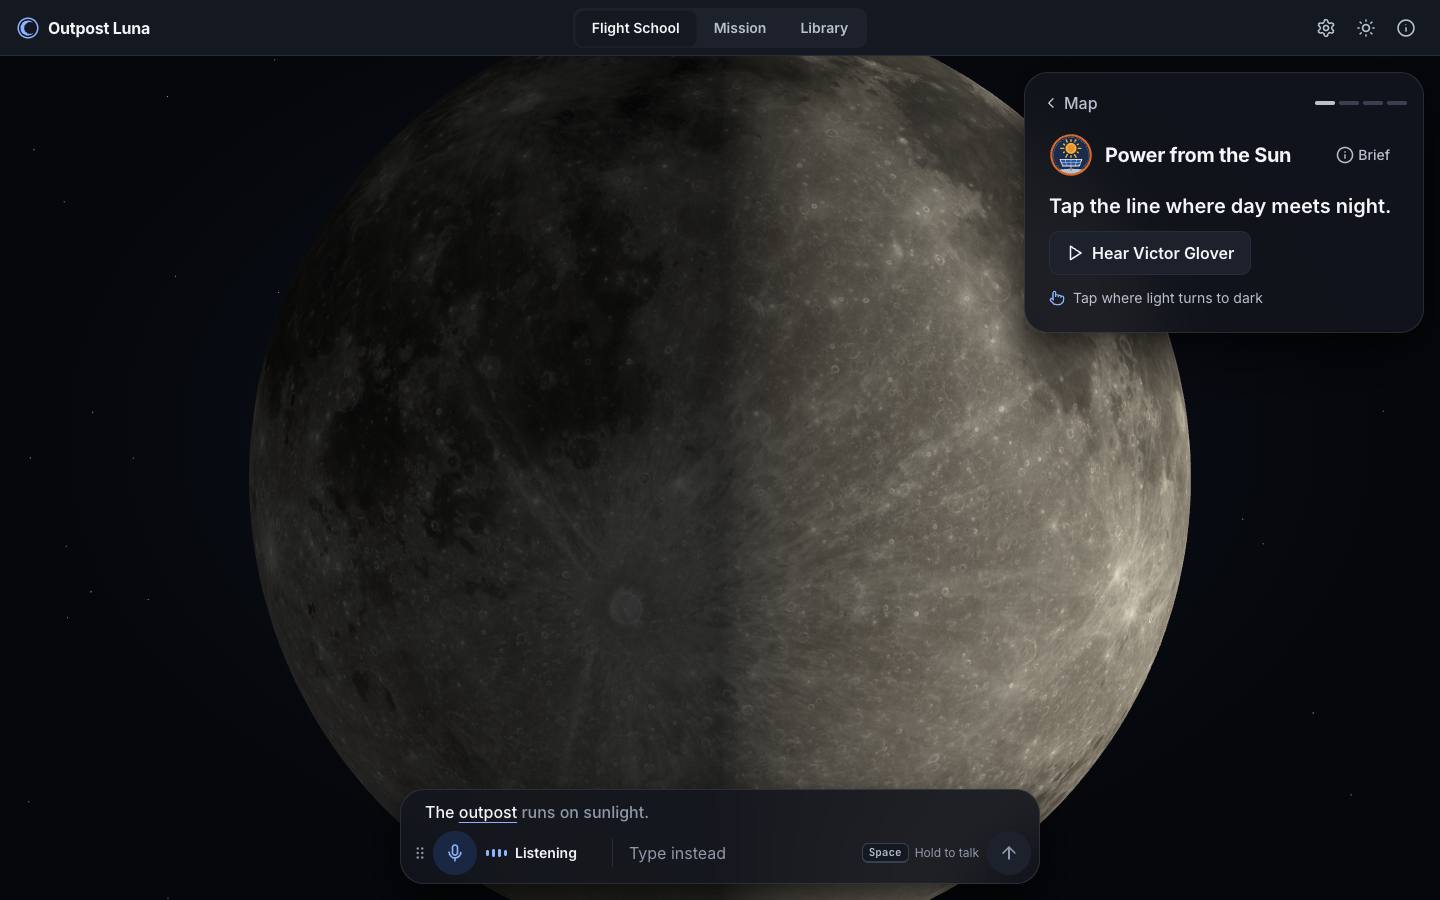 Outpost Luna
Flight School
Mission
Library
Map
Power from the Sun
Brief
Tap the line where day meets night.
Hear Victor Glover
Tap where light turns to dark
The outpost runs on sunlight.
Listening
Type instead
Space
Hold to talk